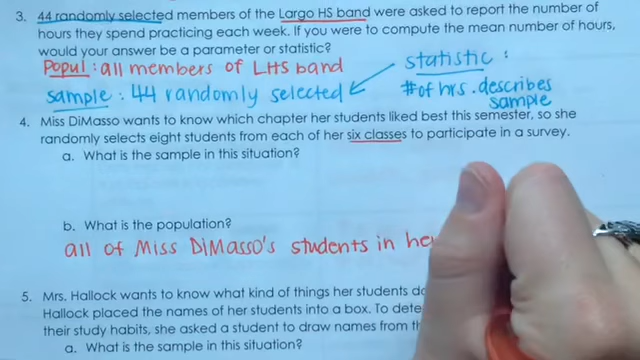 3. 44 randomly selected members of the Largo HS band were asked to report the number of
hours they spend practicing each week. If you were to compute the mean number of hours,
would your answer be a parameter or statistic?
Popul: all members of LHS band
sample: 44 randomly selected
statistic:
# of hrs. describes
sample
4. Miss DiMasso wants to know which chapter her students liked best this semester, so she
randomly selects eight students from each of her six classes to participate in a survey.
a. What is the sample in this situation?
b. What is the population?
all of Miss DiMasso's students in her
5. Mrs. Hallock wants to know what kind of things her students
Hallock placed the names of her students into a box. To
their study habits, she asked a student to draw names from
a. What is the sample in this situation?